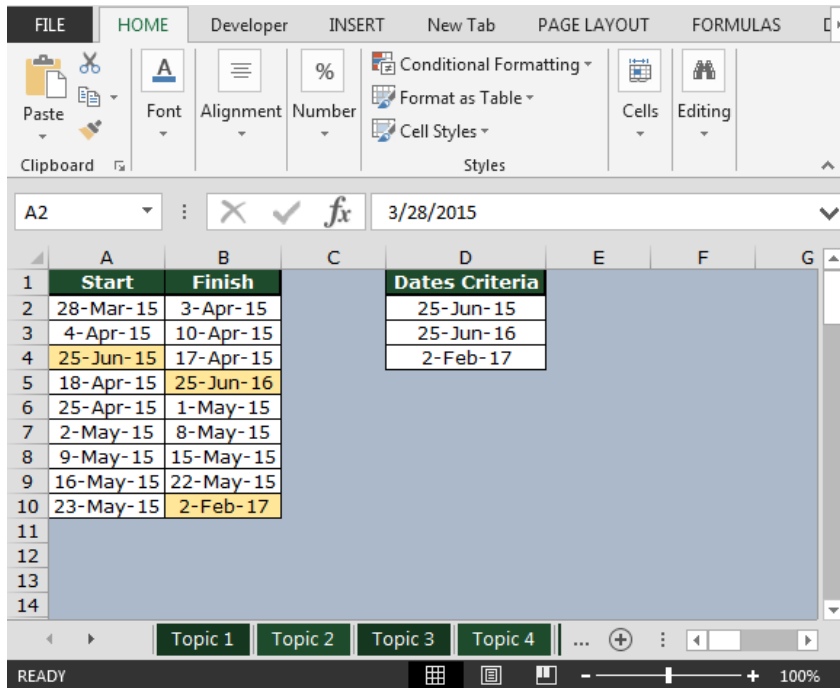 FILE HOME Developer INSERT New Tab PAGE LAYOUT FORMULAS
Paste
Clipboard
A
Font
Alignment
%
Number
Conditional Formatting
Format as Table
Cell Styles
Styles
Cells
Editing
A2 fx 3/28/2015
A B C D E F G
1 Start Finish Dates Criteria
2 28-Mar-15 3-Apr-15 25-Jun-15
3 4-Apr-15 10-Apr-15 25-Jun-16
4 25-Jun-15 17-Apr-15 2-Feb-17
5 18-Apr-15 25-Jun-16
6 25-Apr-15 1-May-15
7 2-May-15 8-May-15
8 9-May-15 15-May-15
9 16-May-15 22-May-15
10 23-May-15 2-Feb-17
11
12
13
14
Topic 1 Topic 2 Topic 3 Topic 4 ...
READY 100%